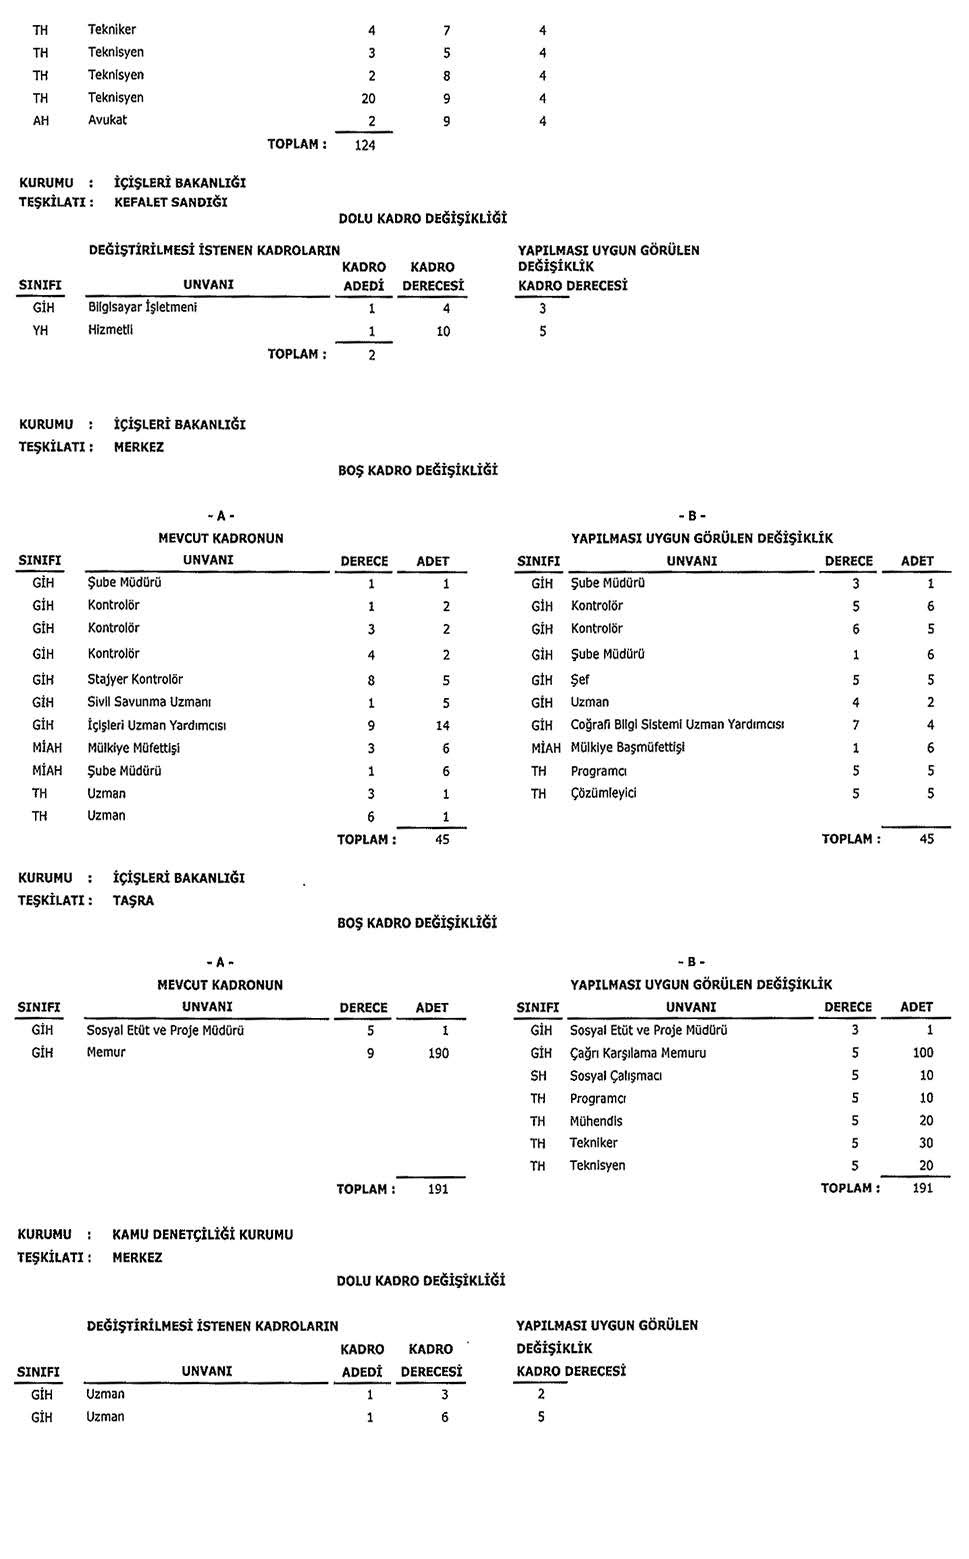 TH Tekniker 4 7 4
TH Teknisyen 3 5 4
TH Teknisyen 2 8 4
TH Teknisyen 20 9 4
AH Avukat 2 9 4
TOPLAM : 124
KURUMU : İÇİŞLERİ BAKANLIĞI
TEŞKİLATI : KEFALET SANDIĞI
DOLU KADRO DEĞİŞİKLİĞİ
DEĞİŞTİRİLMESİ İSTENEN KADROLARIN YAPILMASI UYGUN GÖRÜLEN
KADRO KADRO DEĞİŞİKLİK
SINIFI UNVANI ADEDİ DERECESİ KADRO DERECESİ
GİH Bilgisayar İşletmeni 1 4 3
YH Hizmetli 1 10 5
TOPLAM : 2
KURUMU : İÇİŞLERİ BAKANLIĞI
TEŞKİLATI : MERKEZ
BOŞ KADRO DEĞİŞİKLİĞİ
- A - - B -
MEVCUT KADRONUN YAPILMASI UYGUN GÖRÜLEN DEĞİŞİKLİK
SINIFI UNVANI DERECE ADET SINIFI UNVANI DERECE ADET
GİH Şube Müdürü 1 1 GİH Şube Müdürü 3 1
GİH Kontrolör 1 2 GİH Kontrolör 5 6
GİH Kontrolör 3 2 GİH Kontrolör 6 5
GİH Kontrolör 4 2 GİH Şube Müdürü 1 6
GİH Stajyer Kontrolör 8 5 GİH Şef 5 5
GİH Sivil Savunma Uzmanı 1 5 GİH Uzman 4 2
GİH İçişleri Uzman Yardımcısı 9 14 GİH Coğrafi Bilgi Sistemi Uzman Yardımcısı 7 4
MİAH Mülkiye Müfettişi 3 6 MİAH Mülkiye Başmüfettişi 1 6
MİAH Şube Müdürü 1 6 TH Programcı 5 5
TH Uzman 3 1 TH Çözümleyici 5 5
TH Uzman 6 1
TOPLAM : 45 TOPLAM : 45
KURUMU : İÇİŞLERİ BAKANLIĞI
TEŞKİLATI : TAŞRA
BOŞ KADRO DEĞİŞİKLİĞİ
- A - - B -
MEVCUT KADRONUN YAPILMASI UYGUN GÖRÜLEN DEĞİŞİKLİK
SINIFI UNVANI DERECE ADET SINIFI UNVANI DERECE ADET
GİH Sosyal Etüt ve Proje Müdürü 5 1 GİH Sosyal Etüt ve Proje Müdürü 3 1
GİH Memur 9 190 GİH Çağrı Karşılama Memuru 5 100
SH Sosyal Çalışmacı 5 10
TH Programcı 5 10
TH Mühendis 5 20
TH Tekniker 5 30
TH Teknisyen 5 20
TOPLAM : 191 TOPLAM : 191
KURUMU : KAMU DENETÇİLİĞİ KURUMU
TEŞKİLATI : MERKEZ
DOLU KADRO DEĞİŞİKLİĞİ
DEĞİŞTİRİLMESİ İSTENEN KADROLARIN YAPILMASI UYGUN GÖRÜLEN
KADRO KADRO DEĞİŞİKLİK
SINIFI UNVANI ADEDİ DERECESİ KADRO DERECESİ
GİH Uzman 1 3 2
GİH Uzman 1 6 5